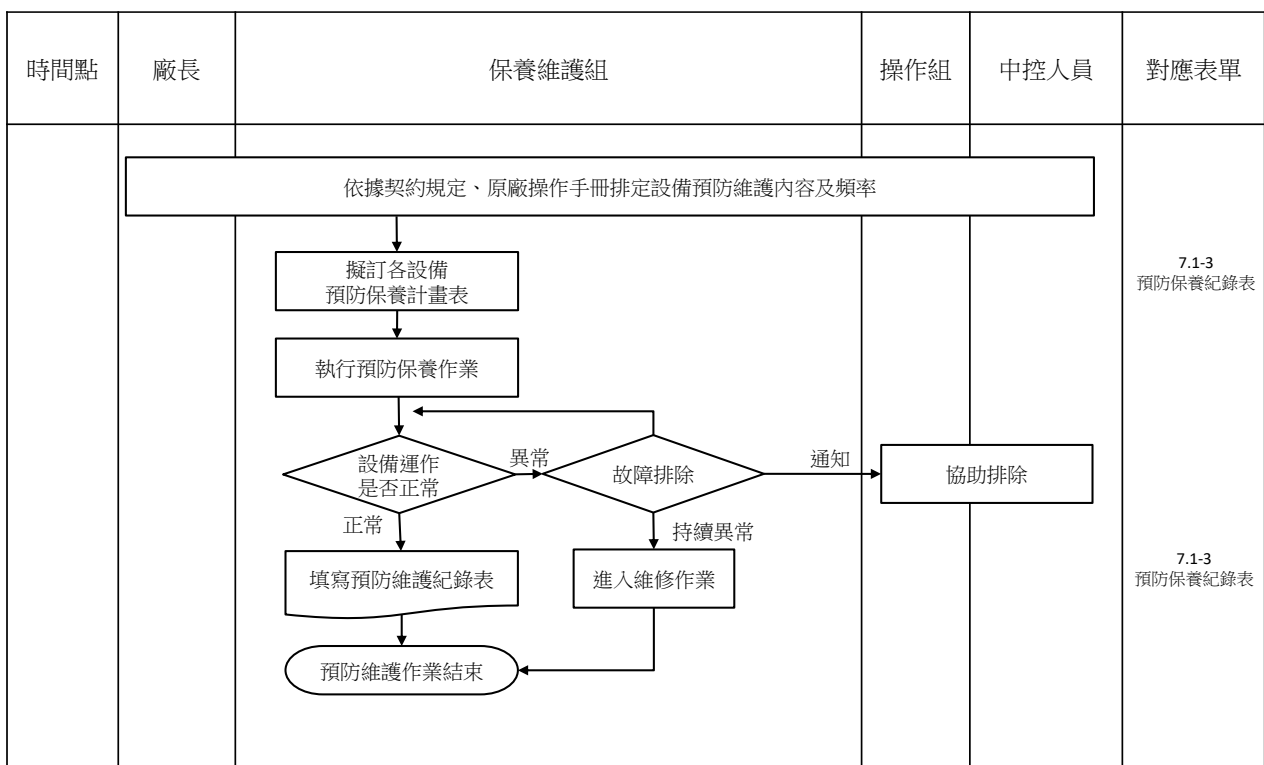 時間點
廠長
保養維護組
操作組
中控人員
對應表單
依據契約規定、原廠操作手冊排定設備預防維護內容及頻率
擬訂各設備
預防保養計畫表
7.1-3
預防保養紀錄表
執行預防保養作業
設備運作
是否正常
異常
故障排除
通知
協助排除
正常
持續異常
填寫預防維護紀錄表
進入維修作業
7.1-3
預防保養紀錄表
預防維護作業結束